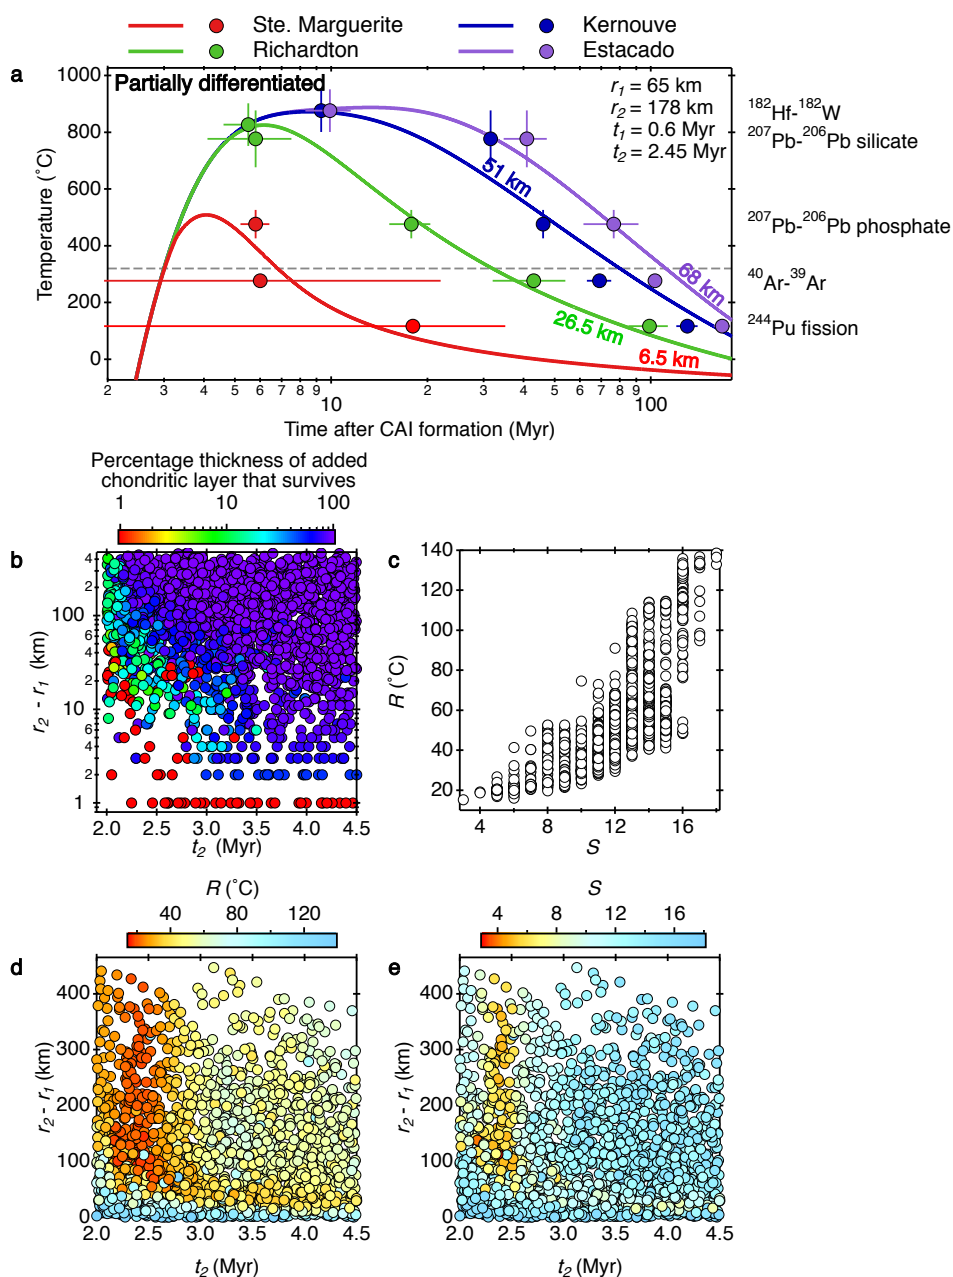 Ste. Marguerite
Kernouve
Richardton
Estacado
a
Partially differentiated
r1 = 65 km
r2 = 178 km
t1 = 0.6 Myr
t2 = 2.45 Myr
1000
800
600
400
200
0
Temperature (˚C)
182Hf-182W
207Pb-206Pb silicate
207Pb-206Pb phosphate
40Ar-39Ar
244Pu fission
51 km
68 km
26.5 km
6.5 km
2 3 4 5 6 7 8 9 2 3 4 5 6 7 8 9
10 100
Time after CAI formation (Myr)
Percentage thickness of added
chondritic layer that survives
1 10 100
b
4
2
100
4
2
10
4
2
1
r2 - r1 (km)
2.0 2.5 3.0 3.5 4.0 4.5
t2 (Myr)
c
140
120
100
80
60
40
20
R (˚C)
4 8 12 16
S
R (˚C)
40 80 120
d
400
300
200
100
0
r2 - r1 (km)
2.0 2.5 3.0 3.5 4.0 4.5
t2 (Myr)
S
4 8 12 16
e
400
300
200
100
0
r2 - r1 (km)
2.0 2.5 3.0 3.5 4.0 4.5
t2 (Myr)